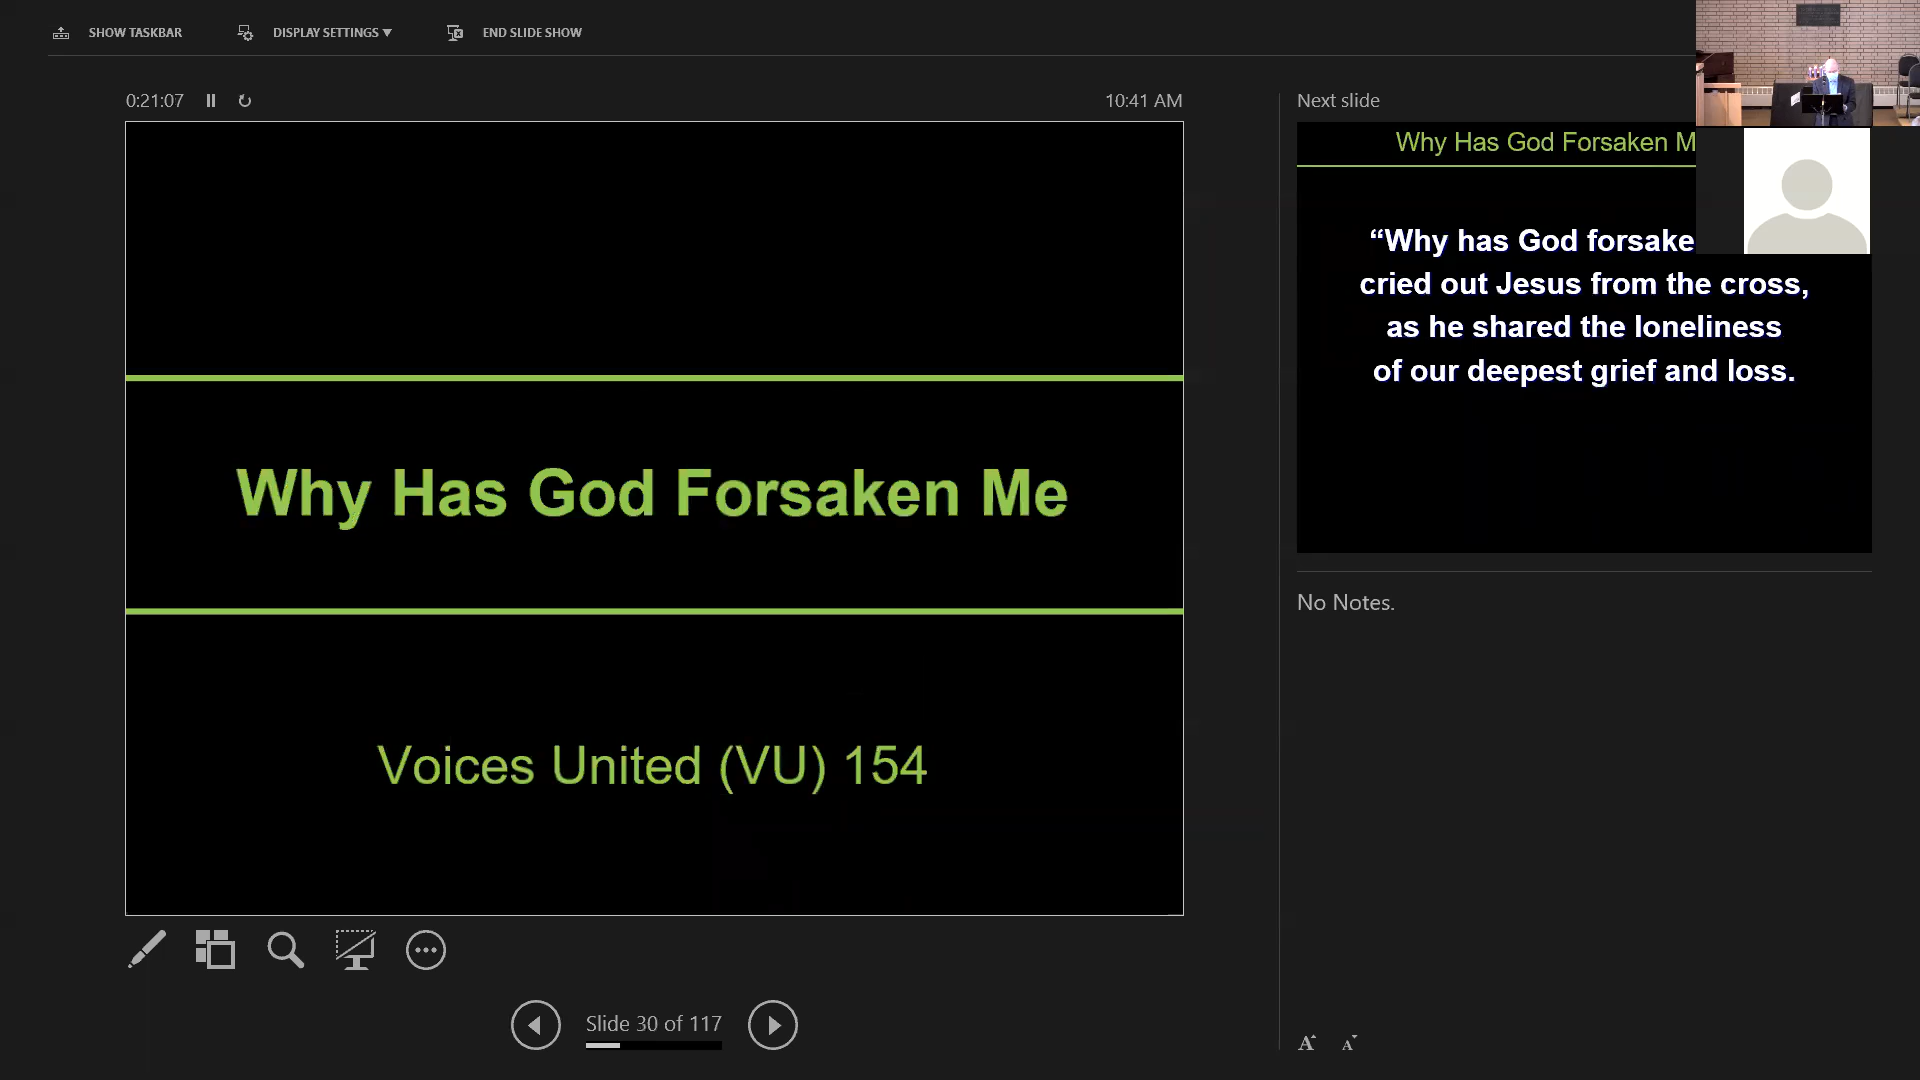 SHOW TASKBAR
DISPLAY SETTINGS ▼
END SLIDE SHOW
0:21:07
10:41 AM
Why Has God Forsaken Me
Voices United (VU) 154
Slide 30 of 117
Next slide
Why Has God Forsaken M
“Why has God forsake
cried out Jesus from the cross,
as he shared the loneliness
of our deepest grief and loss.
No Notes.